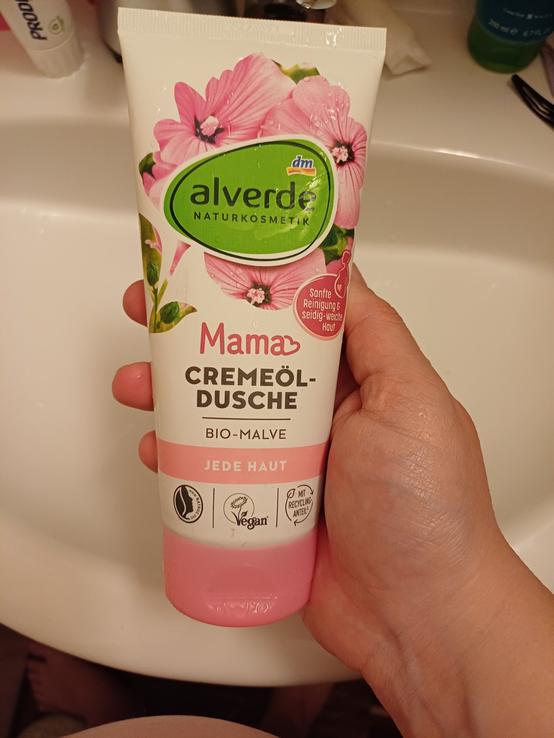 PROD
dm
alverde
NATURKOSMETIK
Sanfte
Reinigung &
seidig-weiche
Haut
Mama
CREMEÖL-
DUSCHE
BIO-MALVE
JEDE HAUT
Vegan
MIT
RECYCLING
ANTEIL